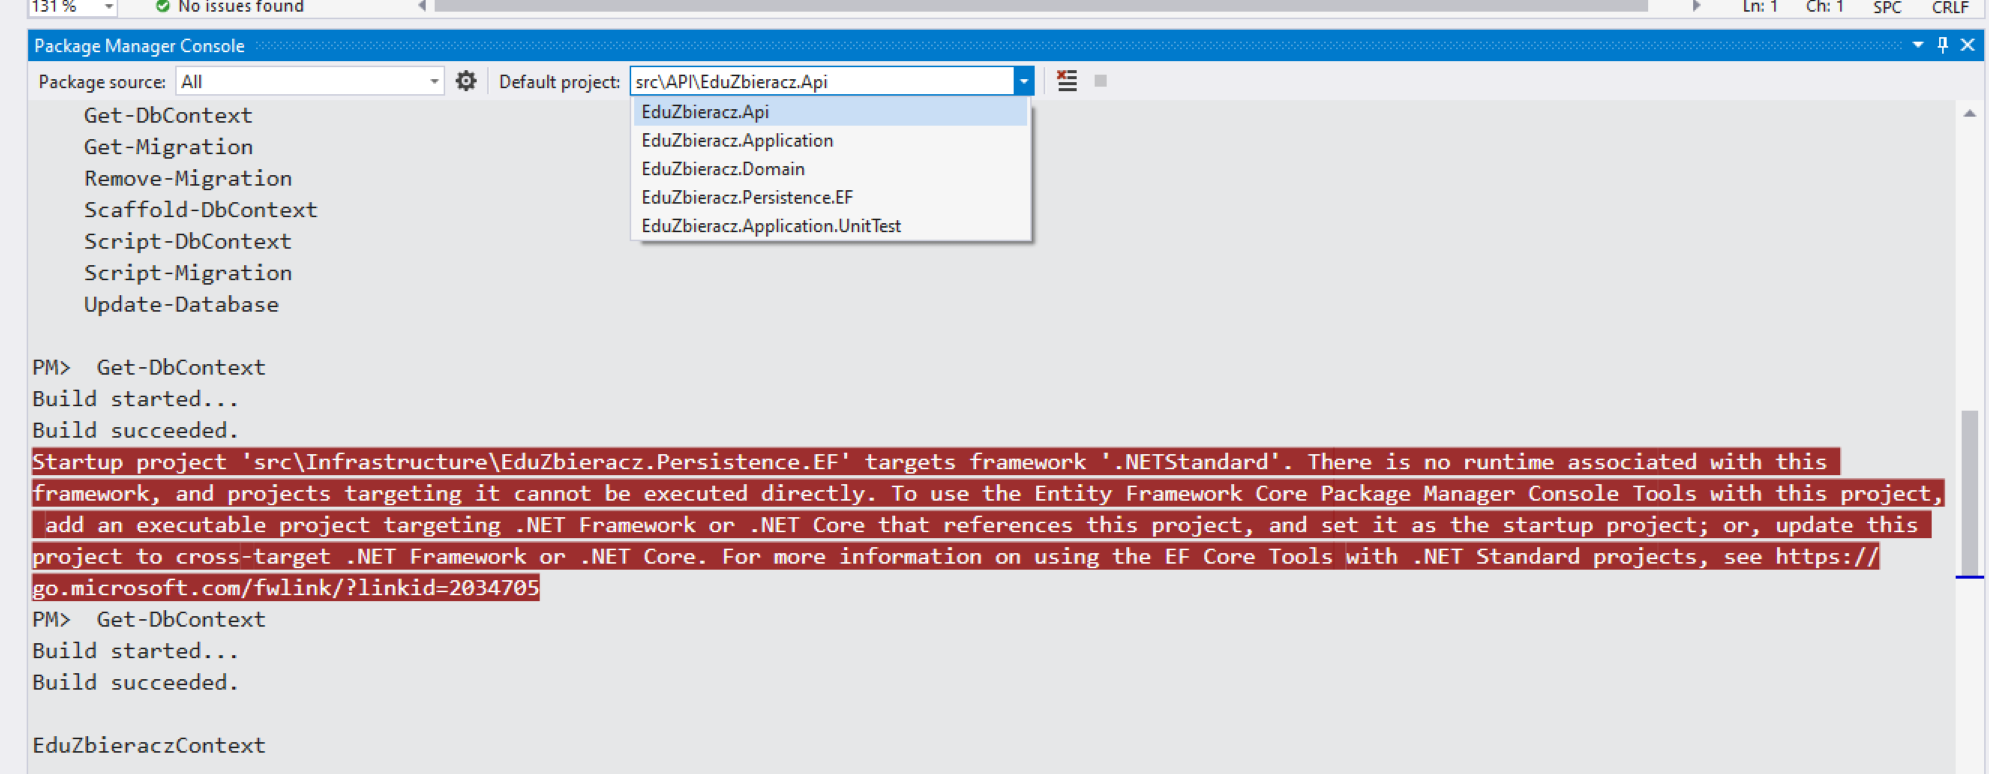 131 %
No issues found
Ln: 1 Ch: 1 SPC CRLF
Package Manager Console
Package source: All
Default project: src\API\EduZbieracz.Api
EduZbieracz.Api
EduZbieracz.Application
EduZbieracz.Domain
EduZbieracz.Persistence.EF
EduZbieracz.Application.UnitTest
Get-DbContext
Get-Migration
Remove-Migration
Scaffold-DbContext
Script-DbContext
Script-Migration
Update-Database
PM> Get-DbContext
Build started...
Build succeeded.
Startup project 'src\Infrastructure\EduZbieracz.Persistence.EF' targets framework '.NETStandard'. There is no runtime associated with this
framework, and projects targeting it cannot be executed directly. To use the Entity Framework Core Package Manager Console Tools with this project,
add an executable project targeting .NET Framework or .NET Core that references this project, and set it as the startup project; or, update this
project to cross-target .NET Framework or .NET Core. For more information on using the EF Core Tools with .NET Standard projects, see https://
go.microsoft.com/fwlink/?linkid=2034705
PM> Get-DbContext
Build started...
Build succeeded.
EduZbieraczContext